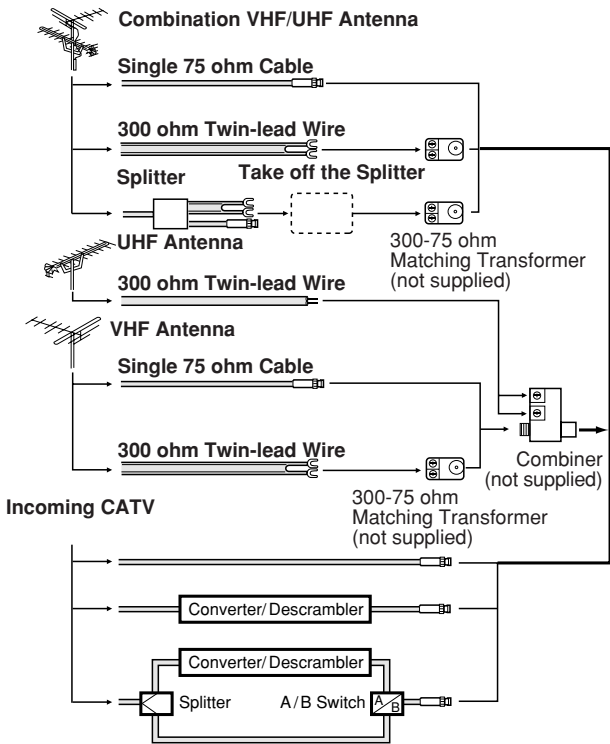 Combination VHF/UHF Antenna
Single 75 ohm Cable
300 ohm Twin-lead Wire
Splitter
Take off the Splitter
UHF Antenna
300-75 ohm
Matching Transformer
(not supplied)
300 ohm Twin-lead Wire
VHF Antenna
Single 75 ohm Cable
300 ohm Twin-lead Wire
Combiner
(not supplied)
300-75 ohm
Matching Transformer
(not supplied)
Incoming CATV
Converter/Descrambler
Converter/Descrambler
Splitter
A/B Switch
A
B